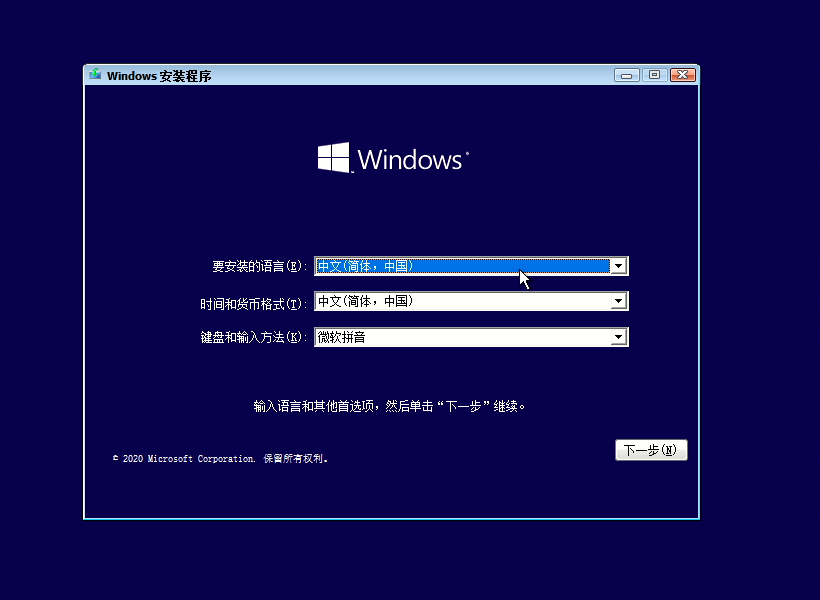 Windows 安装程序
Windows
要安装的语言(E): 中文(简体，中国)
时间和货币格式(T): 中文(简体，中国)
键盘和输入方法(K): 微软拼音
输入语言和其他首选项，然后单击“下一步”继续。
© 2020 Microsoft Corporation. 保留所有权利。
下一步(N)